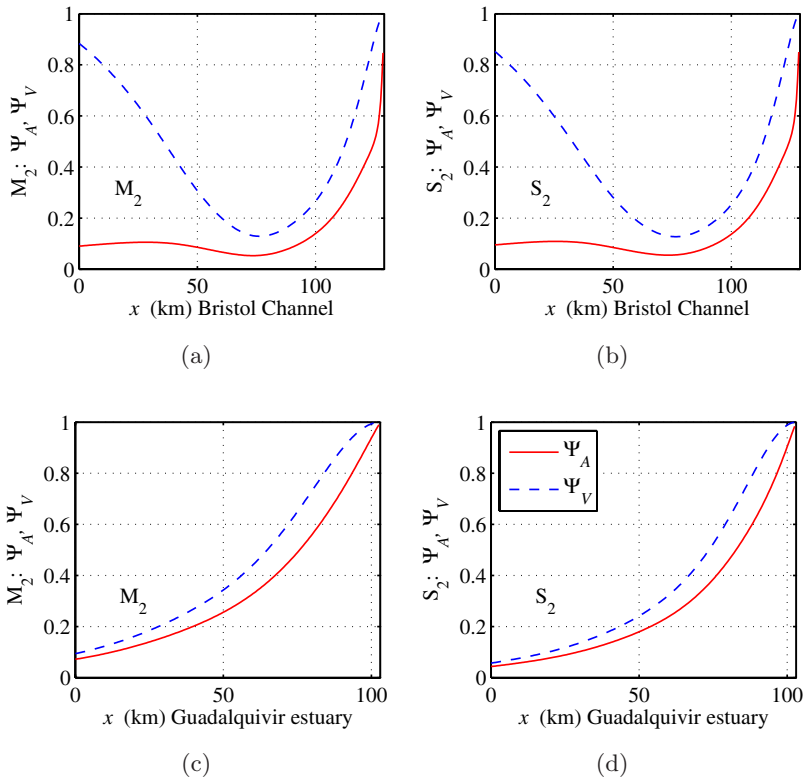 1
0.8
0.6
0.4
0.2
0
M2: ΨA, ΨV
M2
0 50 100
x (km) Bristol Channel
(a)
1
0.8
0.6
0.4
0.2
0
S2: ΨA, ΨV
S2
0 50 100
x (km) Bristol Channel
(b)
1
0.8
0.6
0.4
0.2
0
M2: ΨA, ΨV
M2
0 50 100
x (km) Guadalquivir estuary
(c)
1
0.8
0.6
0.4
0.2
0
S2: ΨA, ΨV
ΨA
ΨV
S2
0 50 100
x (km) Guadalquivir estuary
(d)